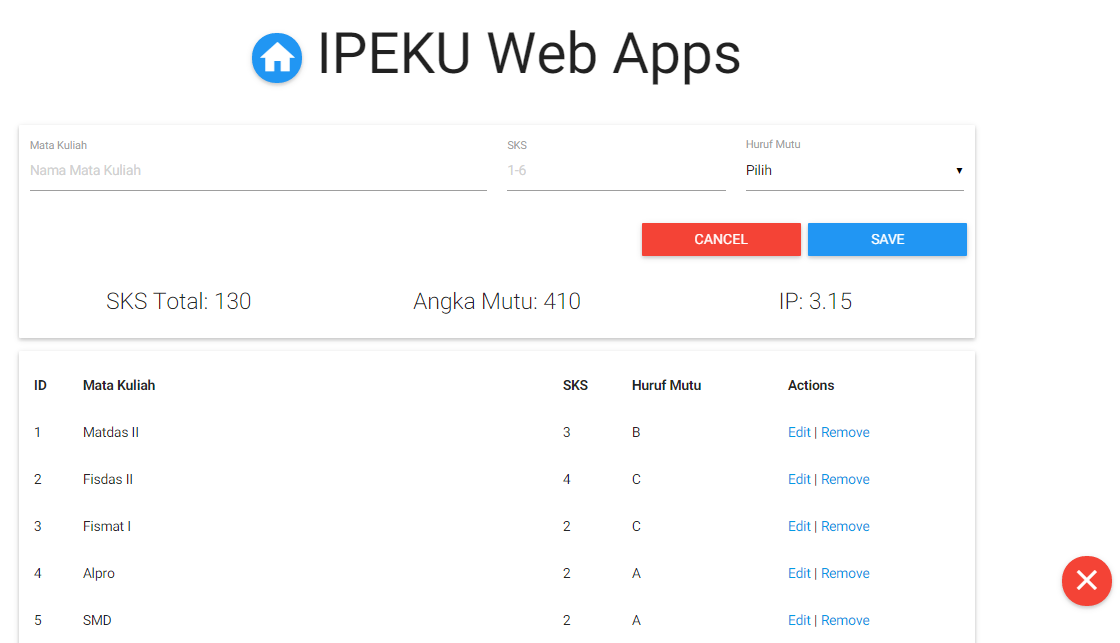 IPEKU Web Apps
Mata Kuliah SKS Huruf Mutu
Nama Mata Kuliah 1-6 Pilih
CANCEL SAVE
SKS Total: 130 Angka Mutu: 410 IP: 3.15
ID Mata Kuliah SKS Huruf Mutu Actions
1 Matdas II 3 B Edit | Remove
2 Fisdas II 4 C Edit | Remove
3 Fismat I 2 C Edit | Remove
4 Alpro 2 A Edit | Remove
5 SMD 2 A Edit | Remove